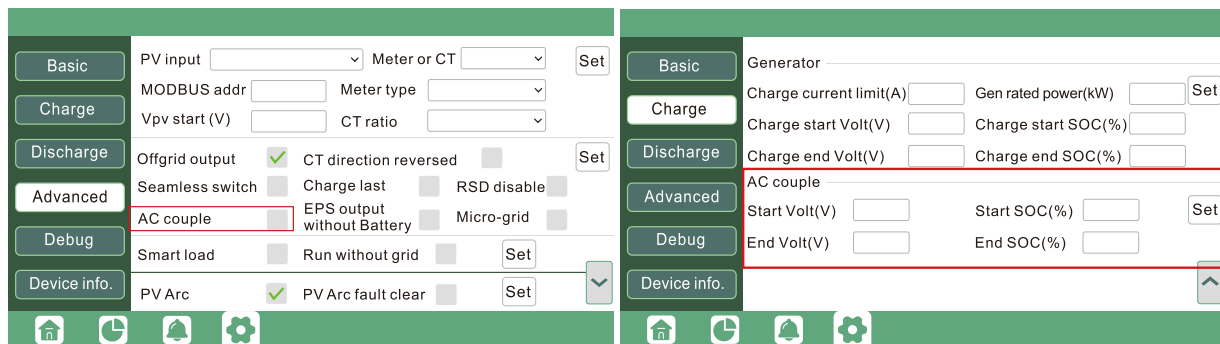 Basic
Charge
Discharge
Advanced
Debug
Device info.
PV input Meter or CT Set
MODBUS addr Meter type
Vpv start (V) CT ratio
Offgrid output CT direction reversed Set
Seamless switch Charge last RSD disable
AC couple EPS output without Battery Micro-grid
Smart load Run without grid Set
PV Arc PV Arc fault clear Set
Basic
Charge
Discharge
Advanced
Debug
Device info.
Generator
Charge current limit(A) Gen rated power(kW) Set
Charge start Volt(V) Charge start SOC(%)
Charge end Volt(V) Charge end SOC(%)
AC couple
Start Volt(V) Start SOC(%) Set
End Volt(V) End SOC(%)